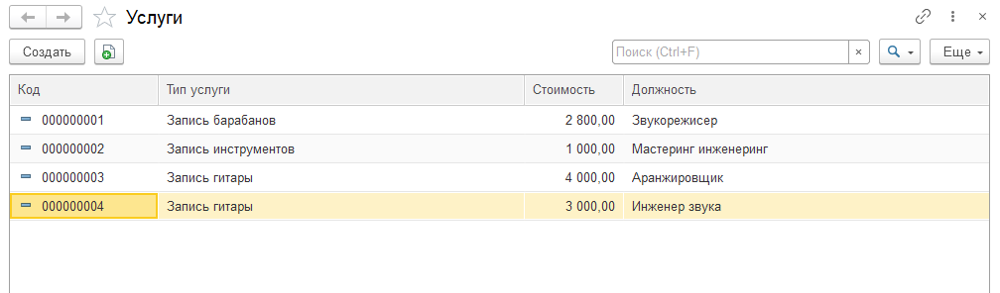 Услуги
Создать
Поиск (Ctrl+F)
×
Еще
Код Тип услуги Стоимость Должность
000000001 Запись барабанов 2 800,00 Звукорежисер
000000002 Запись инструментов 1 000,00 Мастеринг инженеринг
000000003 Запись гитары 4 000,00 Аранжировщик
000000004 Запись гитары 3 000,00 Инженер звука